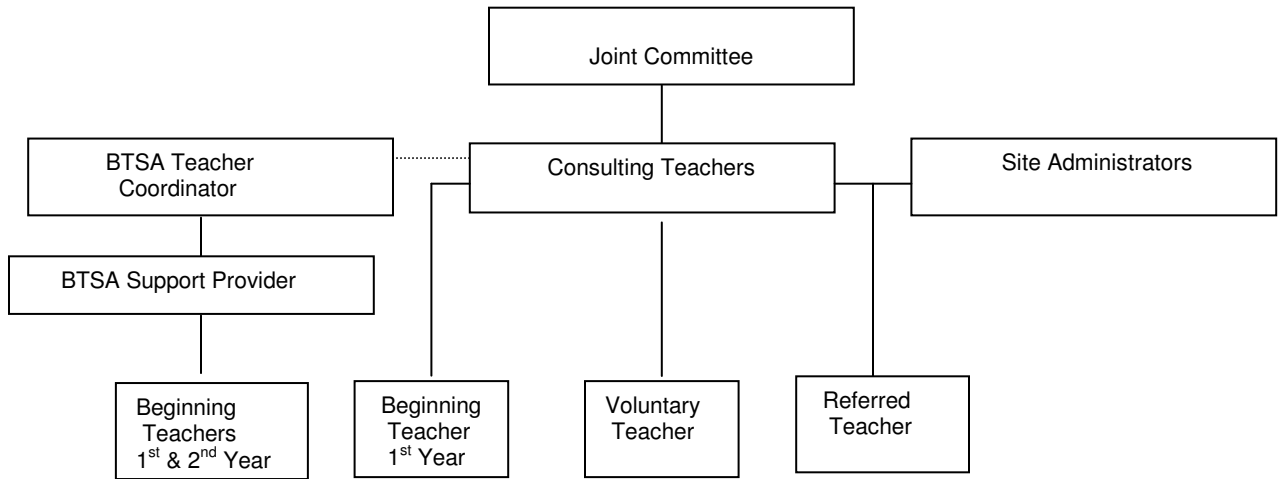 Joint Committee
BTSA Teacher
Coordinator
Consulting Teachers
Site Administrators
BTSA Support Provider
Beginning
Teachers
1st & 2nd Year
Beginning
Teacher
1st Year
Voluntary
Teacher
Referred
Teacher